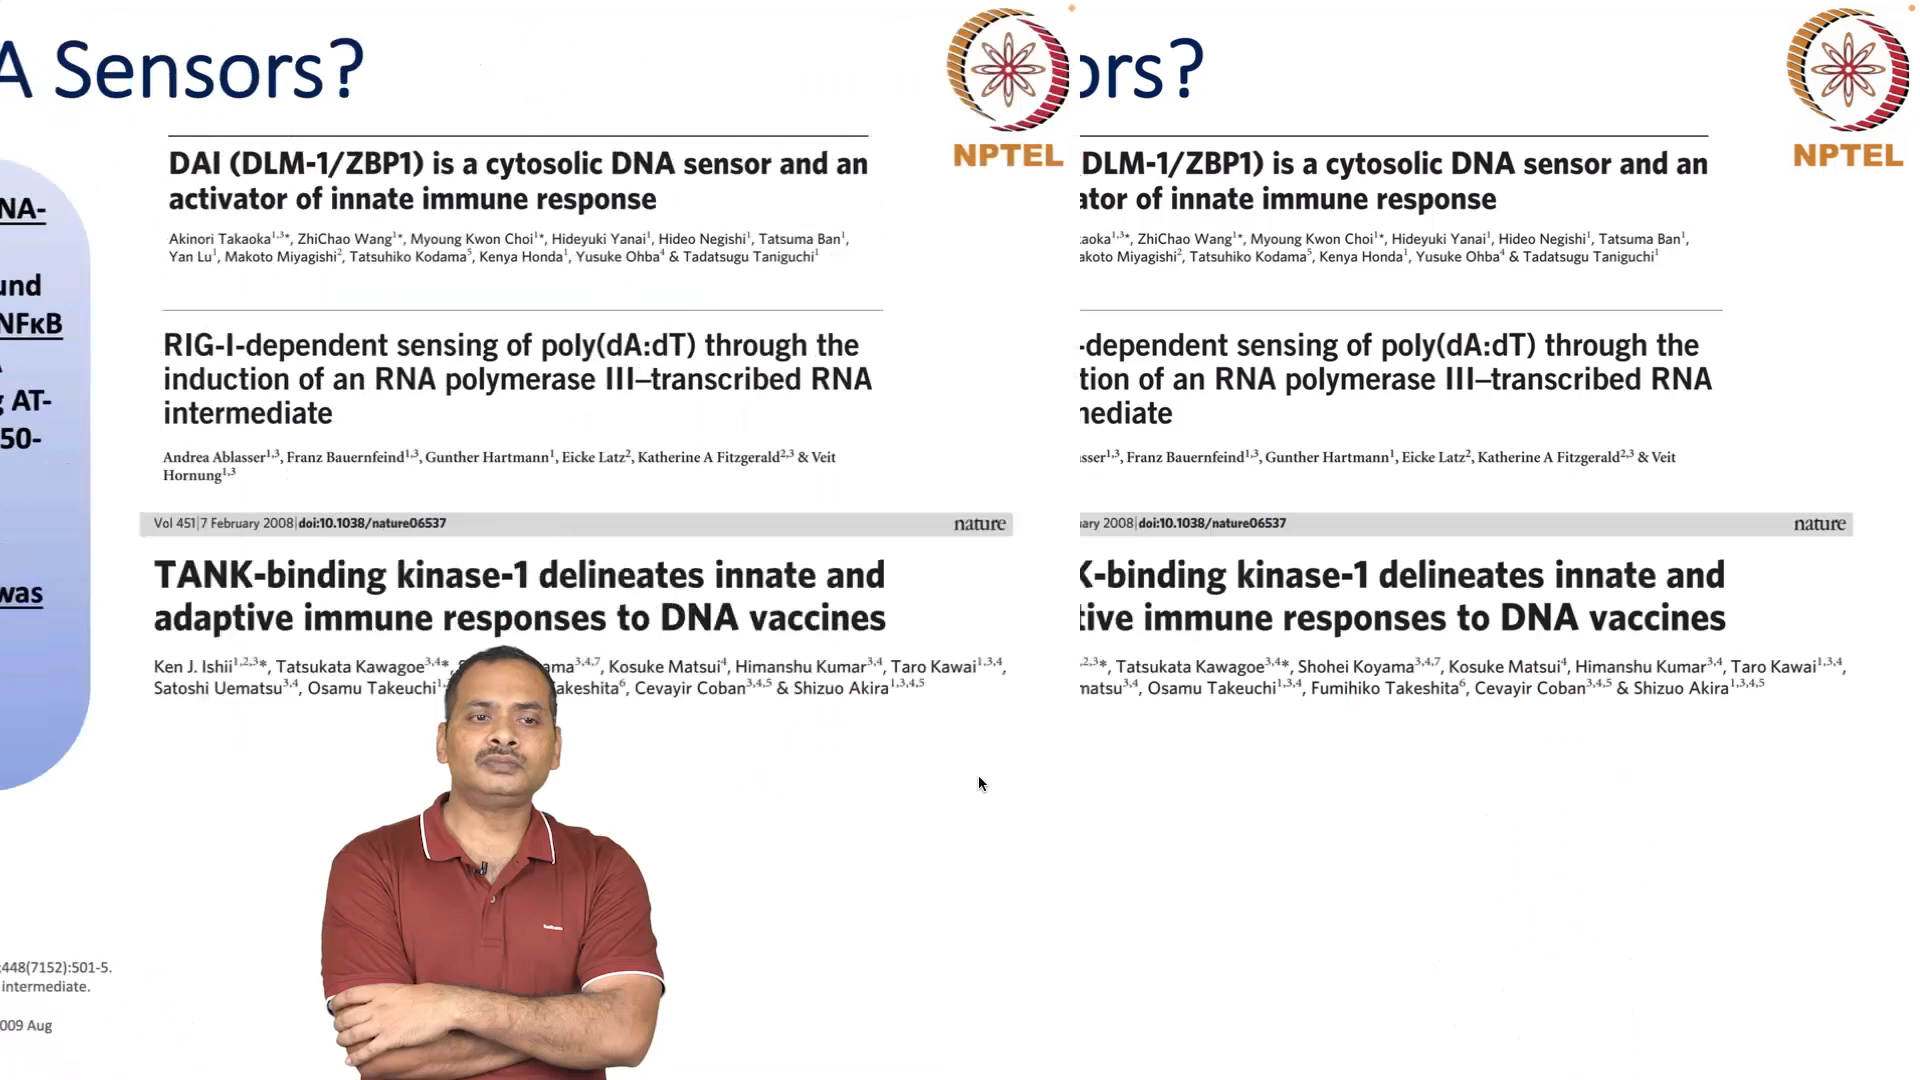 A Sensors?
NPTEL
DAI (DLM-1/ZBP1) is a cytosolic DNA sensor and an
activator of innate immune response
Akinori Takaoka1,3*, ZhiChao Wang1*, Myoung Kwon Choi1*, Hideyuki Yanai1, Hideo Negishi1, Tatsuma Ban1,
Yan Lu1, Makoto Miyagishi2, Tatsuhiko Kodama5, Kenya Honda1, Yusuke Ohba4 & Tadatsugu Taniguchi1
RIG-I-dependent sensing of poly(dA:dT) through the
induction of an RNA polymerase III–transcribed RNA
intermediate
Andrea Ablasser1,3, Franz Bauernfeind1,3, Gunther Hartmann1, Eicke Latz2, Katherine A Fitzgerald2,3 & Veit
Hornung1,3
Vol 451|7 February 2008|doi:10.1038/nature06537 nature
TANK-binding kinase-1 delineates innate and
adaptive immune responses to DNA vaccines
Ken J. Ishii1,2,3*, Tatsukata Kawagoe3,4*, ama3,4,7, Kosuke Matsui4, Himanshu Kumar3,4, Taro Kawai1,3,4,
Satoshi Uematsu3,4, Osamu Takeuchi1, akeshita6, Cevayir Coban3,4,5 & Shizuo Akira1,3,4,5
NA-
und
NFκB
g AT-
50-
was
;448(7152):501-5.
intermediate.
009 Aug
ors?
NPTEL
DLM-1/ZBP1) is a cytosolic DNA sensor and an
ator of innate immune response
aoka1,3*, ZhiChao Wang1*, Myoung Kwon Choi1*, Hideyuki Yanai1, Hideo Negishi1, Tatsuma Ban1,
akoto Miyagishi2, Tatsuhiko Kodama5, Kenya Honda1, Yusuke Ohba4 & Tadatsugu Taniguchi1
-dependent sensing of poly(dA:dT) through the
tion of an RNA polymerase III–transcribed RNA
mediate
sser1,3, Franz Bauernfeind1,3, Gunther Hartmann1, Eicke Latz2, Katherine A Fitzgerald2,3 & Veit
ary 2008|doi:10.1038/nature06537 nature
K-binding kinase-1 delineates innate and
tive immune responses to DNA vaccines
1,2,3*, Tatsukata Kawagoe3,4*, Shohei Koyama3,4,7, Kosuke Matsui4, Himanshu Kumar3,4, Taro Kawai1,3,4,
matsu3,4, Osamu Takeuchi1,3,4, Fumihiko Takeshita6, Cevayir Coban3,4,5 & Shizuo Akira1,3,4,5